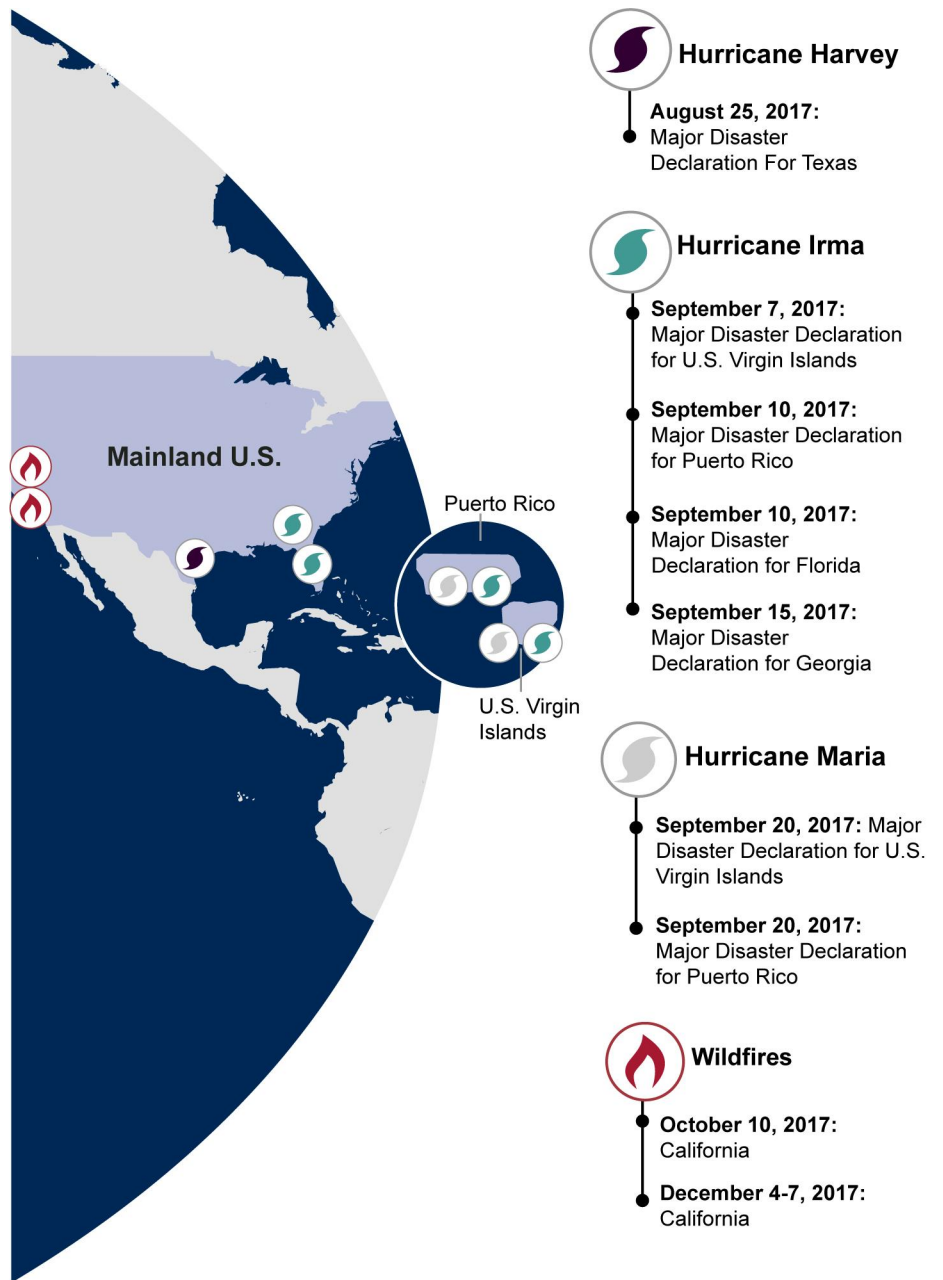 Mainland U.S.
Puerto Rico
U.S. Virgin
Islands
Hurricane Harvey
August 25, 2017:
Major Disaster
Declaration For Texas
Hurricane Irma
September 7, 2017:
Major Disaster Declaration
for U.S. Virgin Islands
September 10, 2017:
Major Disaster Declaration
for Puerto Rico
September 10, 2017:
Major Disaster
Declaration for Florida
September 15, 2017:
Major Disaster
Declaration for Georgia
Hurricane Maria
September 20, 2017: Major
Disaster Declaration for U.S.
Virgin Islands
September 20, 2017:
Major Disaster Declaration
for Puerto Rico
Wildfires
October 10, 2017:
California
December 4-7, 2017:
California